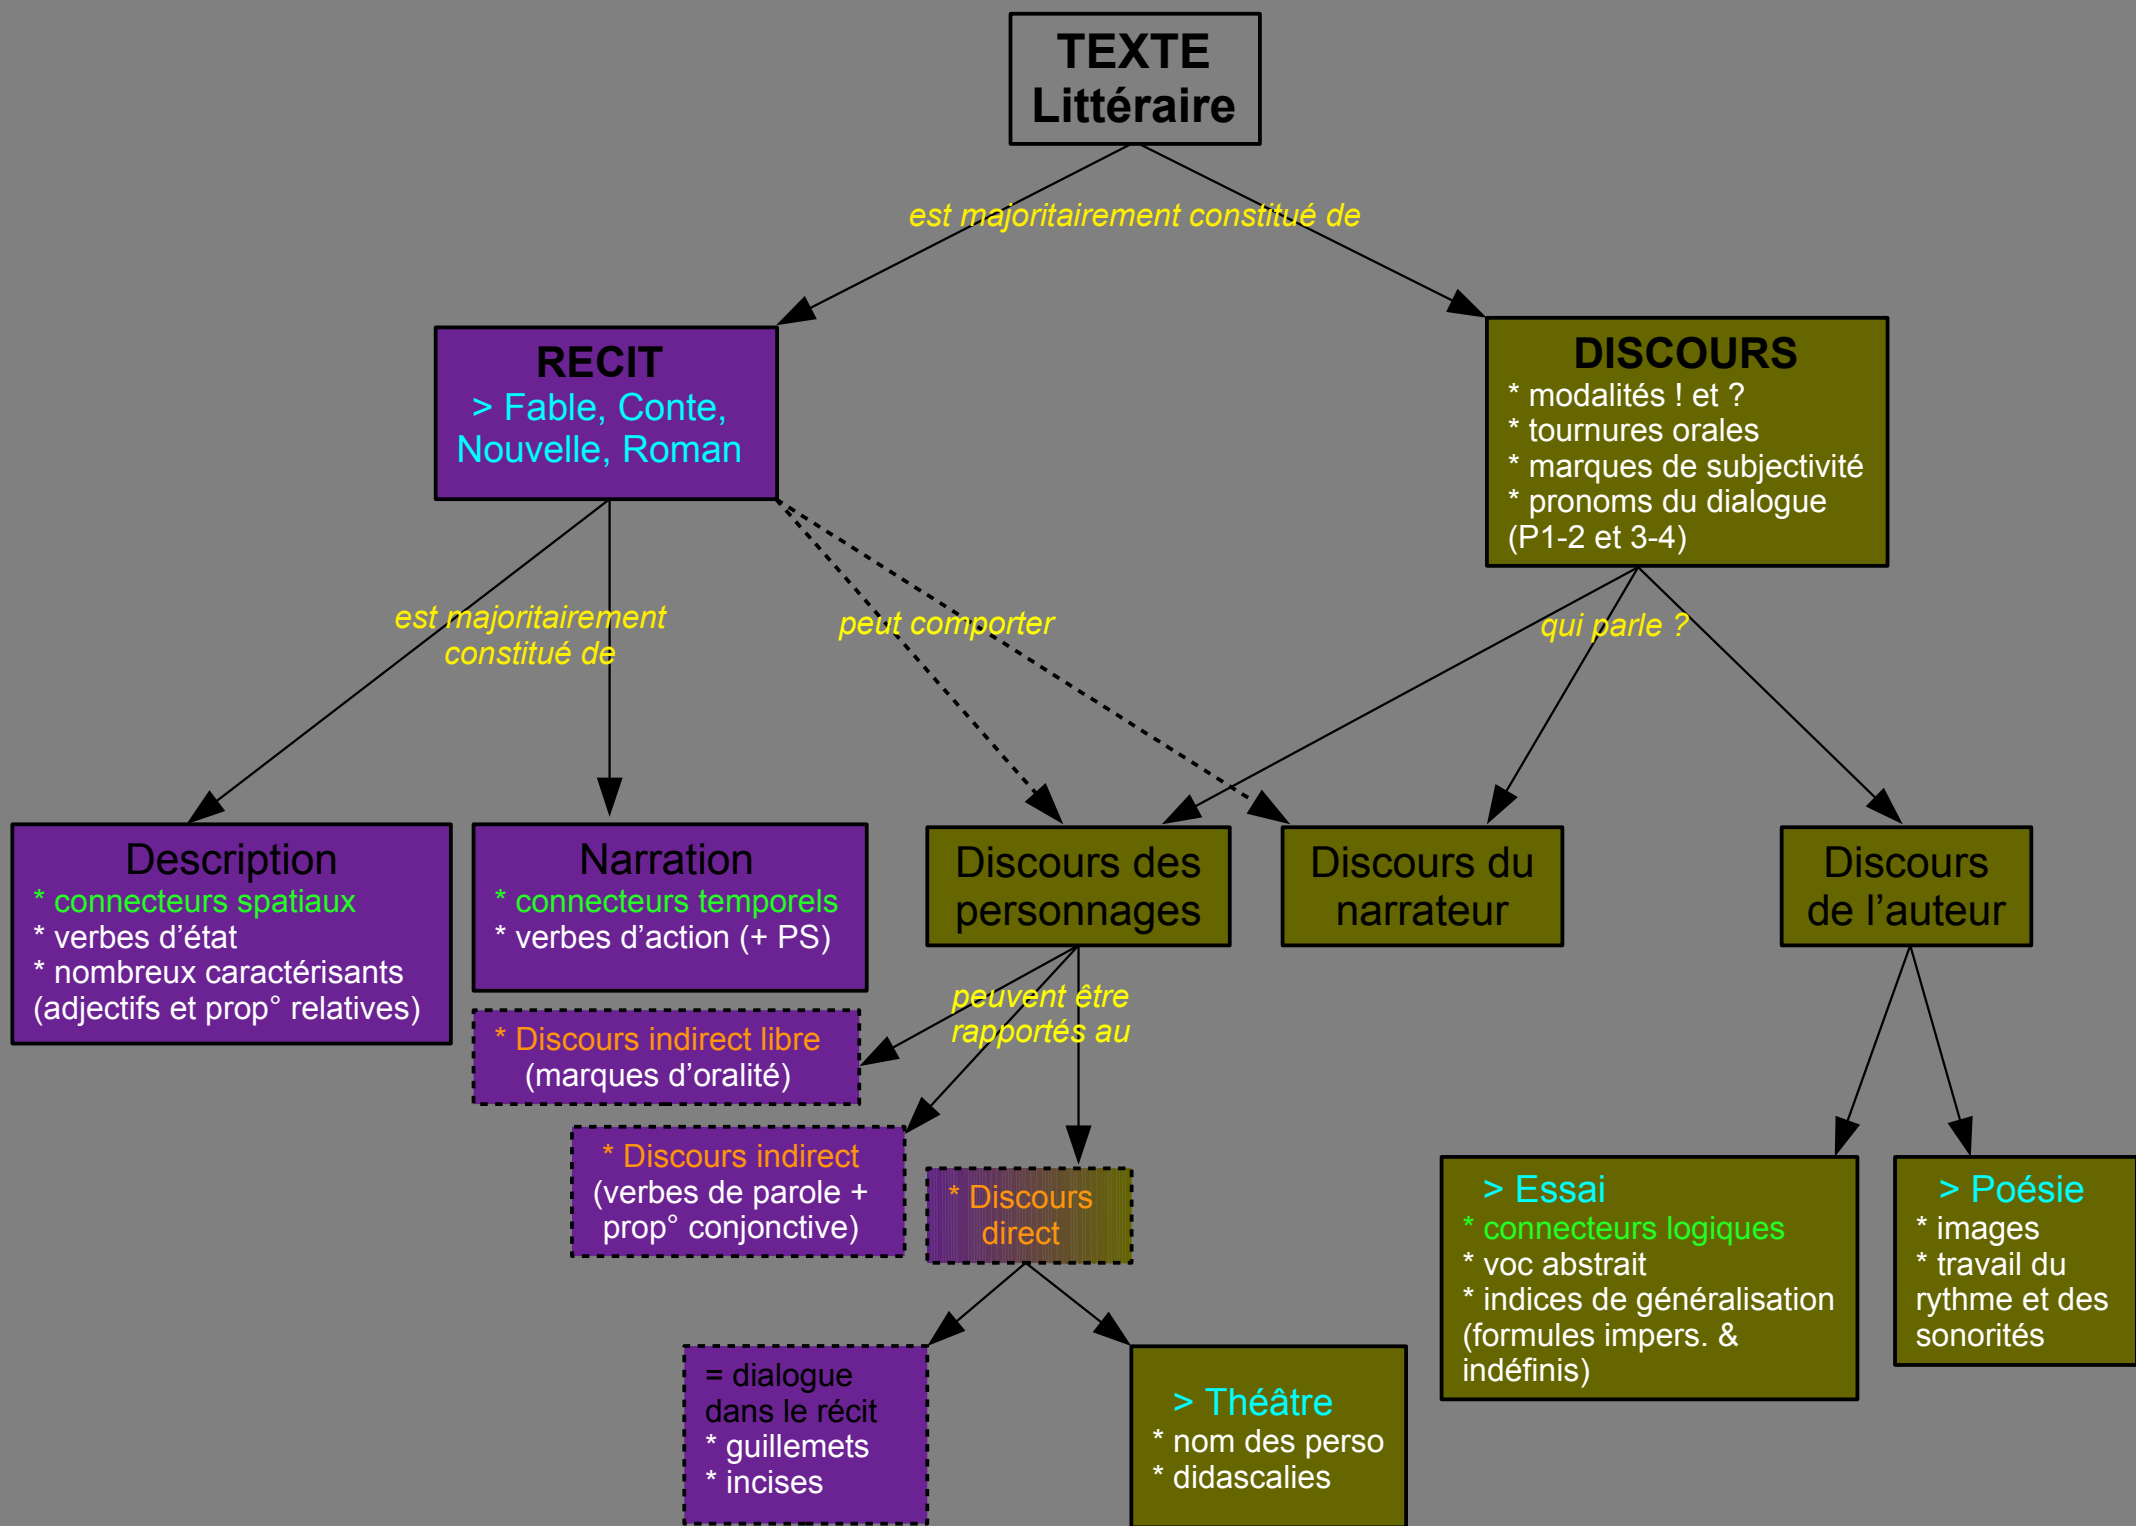 TEXTE
Littéraire
est majoritairement constitué de
RECIT
> Fable, Conte,
Nouvelle, Roman
DISCOURS
* modalités ! et ?
* tournures orales
* marques de subjectivité
* pronoms du dialogue
(P1-2 et 3-4)
est majoritairement
constitué de
peut comporter
qui parle ?
Description
* connecteurs spatiaux
* verbes d’état
* nombreux caractérisants
(adjectifs et prop° relatives)
Narration
* connecteurs temporels
* verbes d’action (+ PS)
Discours des
personnages
Discours du
narrateur
Discours
de l’auteur
peuvent être
rapportés au
* Discours indirect libre
(marques d’oralité)
* Discours indirect
(verbes de parole +
prop° conjonctive)
* Discours
direct
> Essai
* connecteurs logiques
* voc abstrait
* indices de généralisation
(formules impers. &
indéfinis)
> Poésie
* images
* travail du
rythme et des
sonorités
= dialogue
dans le récit
* guillemets
* incises
> Théâtre
* nom des perso
* didascalies